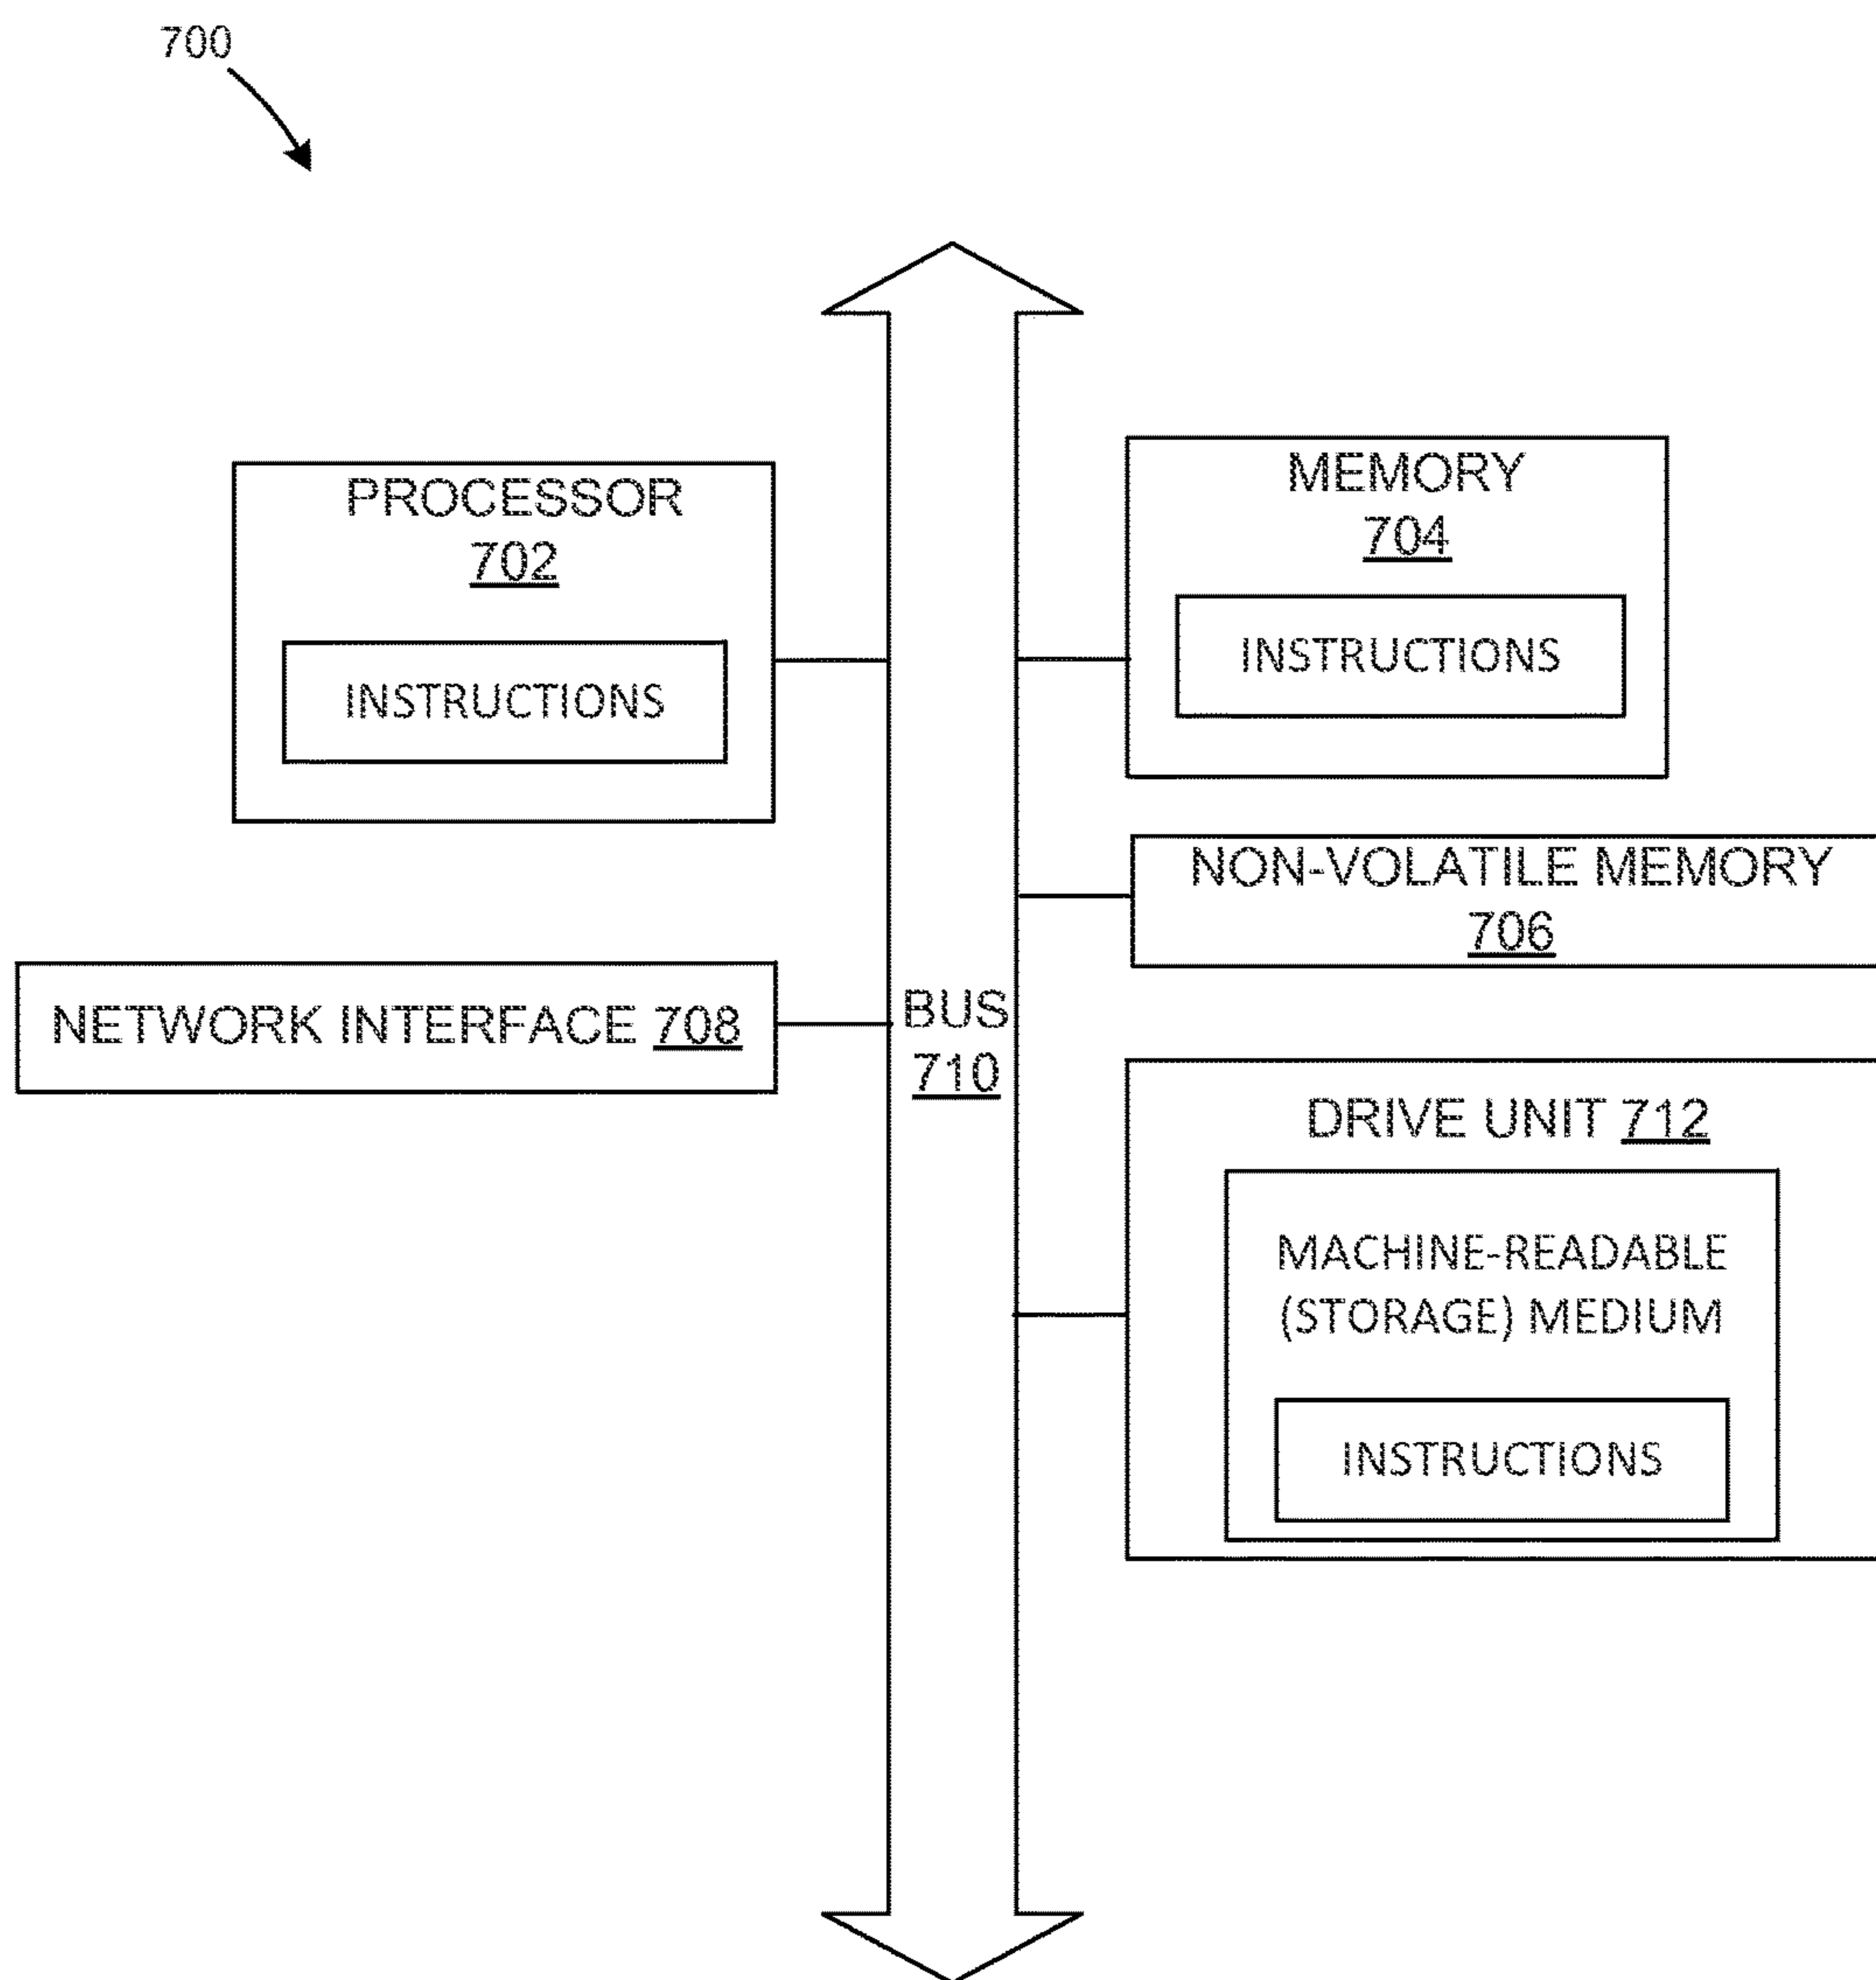 700
PROCESSOR
702
INSTRUCTIONS
MEMORY
704
INSTRUCTIONS
NON-VOLATILE MEMORY
706
NETWORK INTERFACE 708
BUS
710
DRIVE UNIT 712
MACHINE-READABLE
(STORAGE) MEDIUM
INSTRUCTIONS